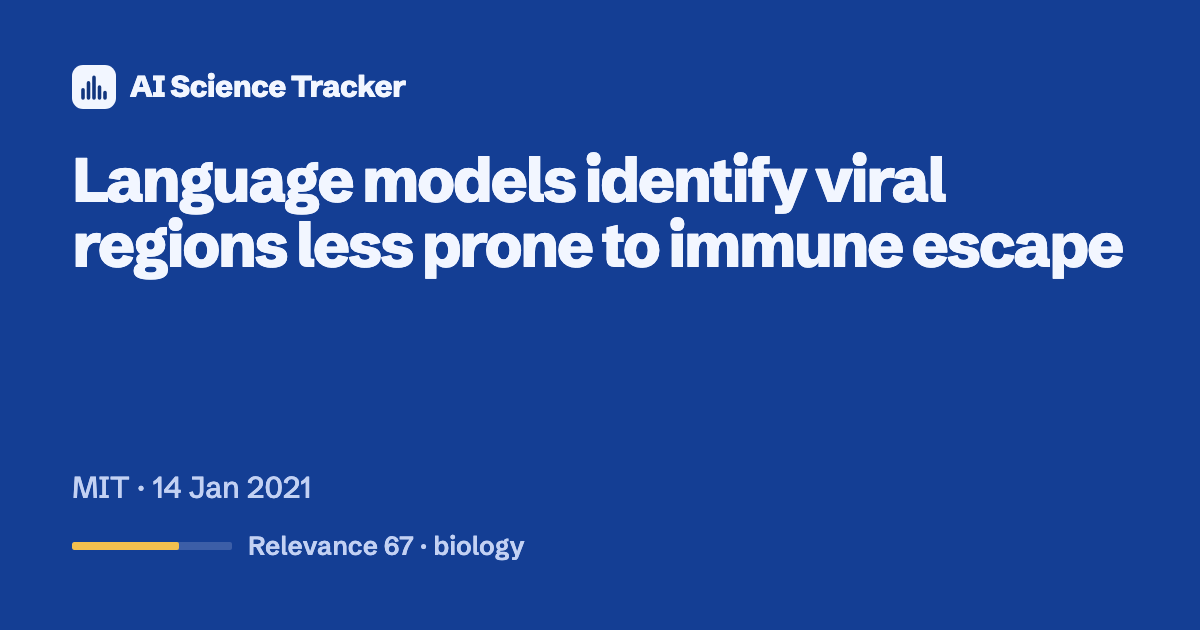 AI Science Tracker
Language models identify viral
regions less prone to immune escape
MIT · 14 Jan 2021
Relevance 67 · biology